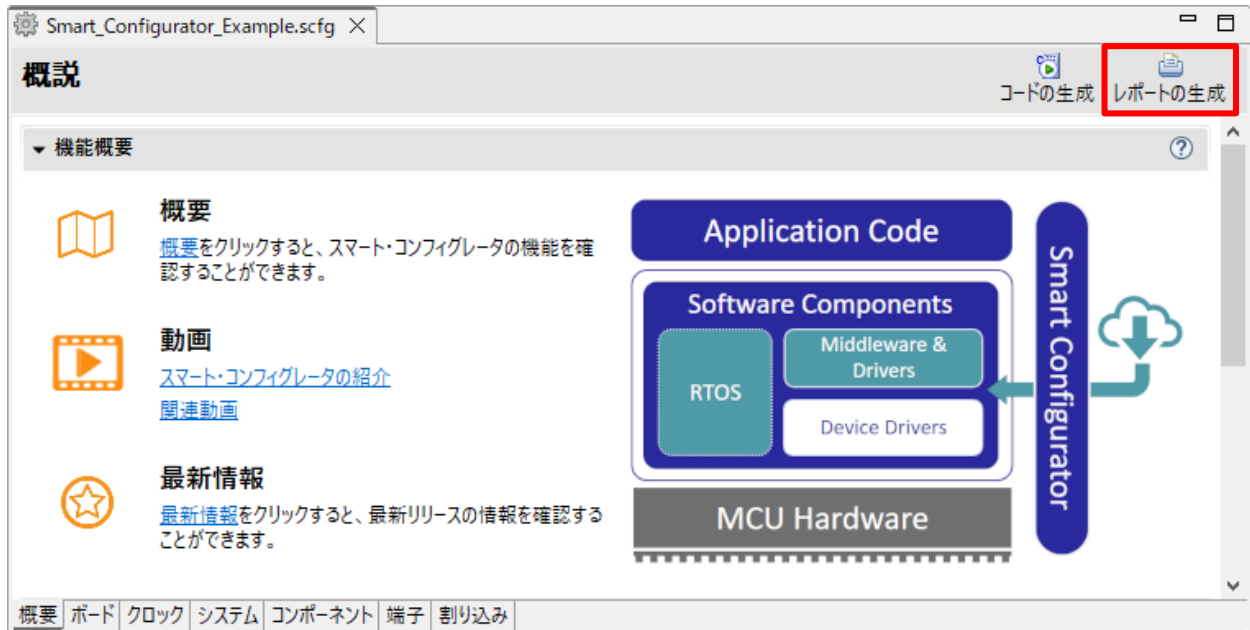 Smart_Configurator_Example.scfg
概説
コードの生成
レポートの生成
機能概要
概要
概要をクリックすると、スマート・コンフィグレータの機能を確
認することができます。
動画
スマート・コンフィグレータの紹介
関連動画
最新情報
最新情報をクリックすると、最新リリースの情報を確認する
ことができます。
Application Code
Software Components
RTOS
Middleware &
Drivers
Device Drivers
MCU Hardware
Smart Configurator
概要 ボード クロック システム コンポーネント 端子 割り込み